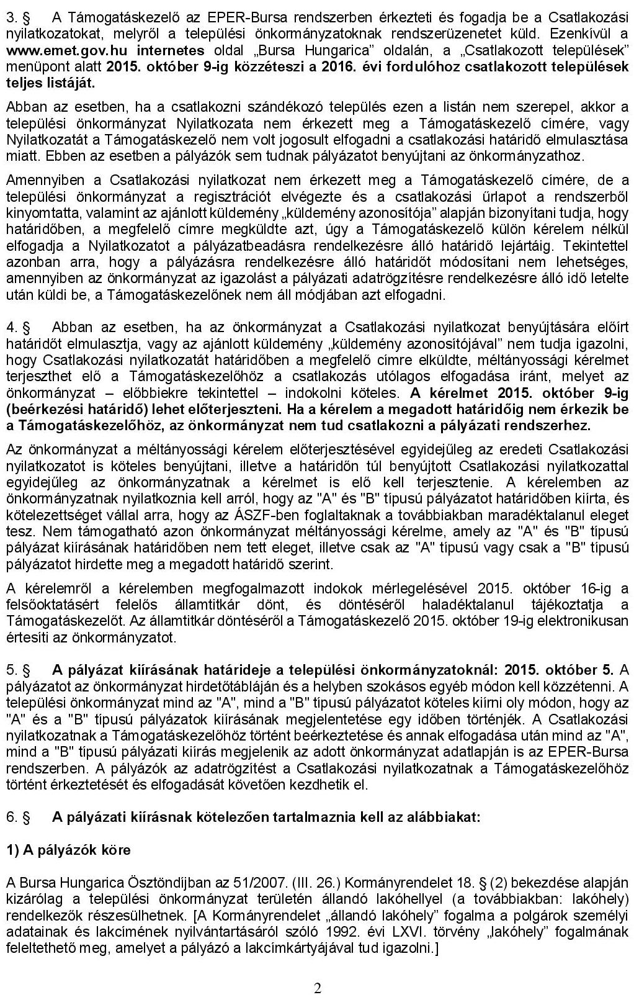 3. § A Támogatáskezelő az EPER-Bursa rendszerben érkezteti és fogadja be a Csatlakozási
nyilatkozatokat, melyről a települési önkormányzatoknak rendszerüzenetet küld. Ezenkívül a
www.emet.gov.hu internetes oldal „Bursa Hungarica” oldalán, a „Csatlakozott települések”
menüpont alatt 2015. október 9-ig közzéteszi a 2016. évi fordulóhoz csatlakozott települések
teljes listáját.
Abban az esetben, ha a csatlakozni szándékozó település ezen a listán nem szerepel, akkor a
települési önkormányzat Nyilatkozata nem érkezett meg a Támogatáskezelő címére, vagy
Nyilatkozatát a Támogatáskezelő nem volt jogosult elfogadni a csatlakozási határidő elmulasztása
miatt. Ebben az esetben a pályázók sem tudnak pályázatot benyújtani az önkormányzathoz.
Amennyiben a Csatlakozási nyilatkozat nem érkezett meg a Támogatáskezelő címére, de a
települési önkormányzat a regisztrációt elvégezte és a csatlakozási űrlapot a rendszerből
kinyomtatta, valamint az ajánlott küldemény „küldemény azonosítója” alapján bizonyítani tudja, hogy
határidőben, a megfelelő címre megküldte azt, úgy a Támogatáskezelő külön kérelem nélkül
elfogadja a Nyilatkozatot a pályázatbeadásra rendelkezésre álló határidő lejártáig. Tekintettel
azonban arra, hogy a pályázásra rendelkezésre álló határidőt módosítani nem lehetséges,
amennyiben az önkormányzat az igazolást a pályázati adatrögzítésre rendelkezésre álló idő letelte
után küldi be, a Támogatáskezelőnek nem áll módjában azt elfogadni.
4. § Abban az esetben, ha az önkormányzat a Csatlakozási nyilatkozat benyújtására előírt
határidőt elmulasztja, vagy az ajánlott küldemény „küldemény azonosítójával” nem tudja igazolni,
hogy Csatlakozási nyilatkozatát határidőben a megfelelő címre elküldte, méltányossági kérelmet
terjeszthet elő a Támogatáskezelőhöz a csatlakozás utólagos elfogadása iránt, melyet az
önkormányzat – előbbiekre tekintettel – indokolni köteles. A kérelmet 2015. október 9-ig
(beérkezési határidő) lehet előterjeszteni. Ha a kérelem a megadott határidőig nem érkezik be
a Támogatáskezelőhöz, az önkormányzat nem tud csatlakozni a pályázati rendszerhez.
Az önkormányzat a méltányossági kérelem előterjesztésével egyidejűleg az eredeti Csatlakozási
nyilatkozatot is köteles benyújtani, illetve a határidőn túl benyújtott Csatlakozási nyilatkozattal
egyidejűleg az önkormányzatnak a kérelmet is elő kell terjesztenie. A kérelemben az
önkormányzatnak nyilatkoznia kell arról, hogy az "A" és "B" típusú pályázatot határidőben kiírta, és
kötelezettséget vállal arra, hogy az ÁSZF-ben foglaltaknak a továbbiakban maradéktalanul eleget
tesz. Nem támogatható azon önkormányzat méltányossági kérelme, amely az "A" és "B" típusú
pályázat kiírásának határidőben nem tett eleget, illetve csak az "A" típusú vagy csak a "B" típusú
pályázatot hirdette meg a megadott határidő szerint.
A kérelemről a kérelemben megfogalmazott indokok mérlegelésével 2015. október 16-ig a
felsőoktatásért felelős államtitkár dönt, és döntéséről haladéktalanul tájékoztatja a
Támogatáskezelőt. Az államtitkár döntéséről a Támogatáskezelő 2015. október 19-ig elektronikusan
értesíti az önkormányzatot.
5. § A pályázat kiírásának határideje a települési önkormányzatoknál: 2015. október 5. A
pályázatot az önkormányzat hirdetőtábláján és a helyben szokásos egyéb módon kell közzétenni. A
települési önkormányzat mind az "A", mind a "B" típusú pályázatot köteles kiírni oly módon, hogy az
"A" és a "B" típusú pályázatok kiírásának megjelentetése egy időben történjék. A Csatlakozási
nyilatkozatnak a Támogatáskezelőhöz történt beérkeztetése és annak elfogadása után mind az "A",
mind a "B" típusú pályázati kiírás megjelenik az adott önkormányzat adatlapján is az EPER-Bursa
rendszerben. A pályázók az adatrögzítést a Csatlakozási nyilatkozatnak a Támogatáskezelőhöz
történt érkeztetését és elfogadását követően kezdhetik el.
6. § A pályázati kiírásnak kötelezően tartalmaznia kell az alábbiakat:
1) A pályázók köre
A Bursa Hungarica Ösztöndíjban az 51/2007. (III. 26.) Kormányrendelet 18. § (2) bekezdése alapján
kizárólag a települési önkormányzat területén állandó lakóhellyel (a továbbiakban: lakóhely)
rendelkezők részesülhetnek. [A Kormányrendelet „állandó lakóhely” fogalma a polgárok személyi
adatainak és lakcímének nyilvántartásáról szóló 1992. évi LXVI. törvény „lakóhely” fogalmának
feleltethető meg, amelyet a pályázó a lakcímkártyájával tud igazolni.]
2